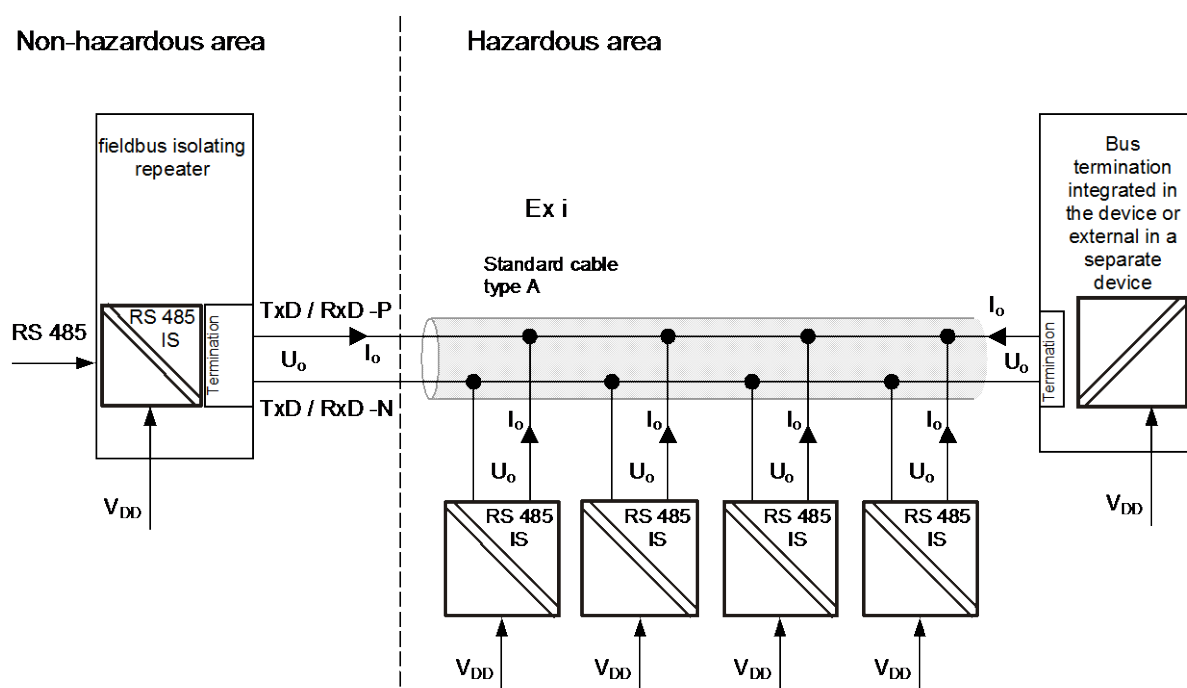 Non-hazardous area
Hazardous area
fieldbus isolating
repeater
Bus
termination
integrated in
the device or
external in a
separate
device
Ex i
Standard cable
type A
RS 485
RS 485
IS
Termination
TxD / RxD -P
Io
Uo
TxD / RxD -N
Io
Uo
Termination
Io
Io
Io
Io
Uo
Uo
Uo
Uo
RS 485
IS
RS 485
IS
RS 485
IS
RS 485
IS
VDD
VDD
VDD
VDD
VDD
VDD